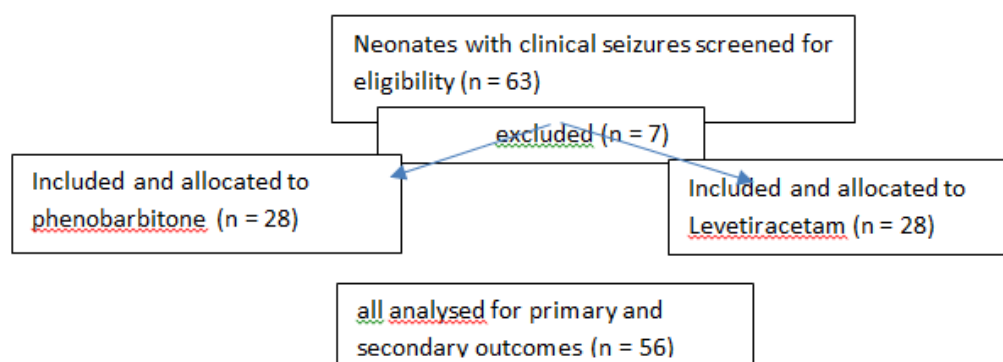 Neonates with clinical seizures screened for
eligibility (n = 63)
excluded (n = 7)
Included and allocated to
phenobarbitone (n = 28)
Included and allocated to
Levetiracetam (n = 28)
all analysed for primary and
secondary outcomes (n = 56)